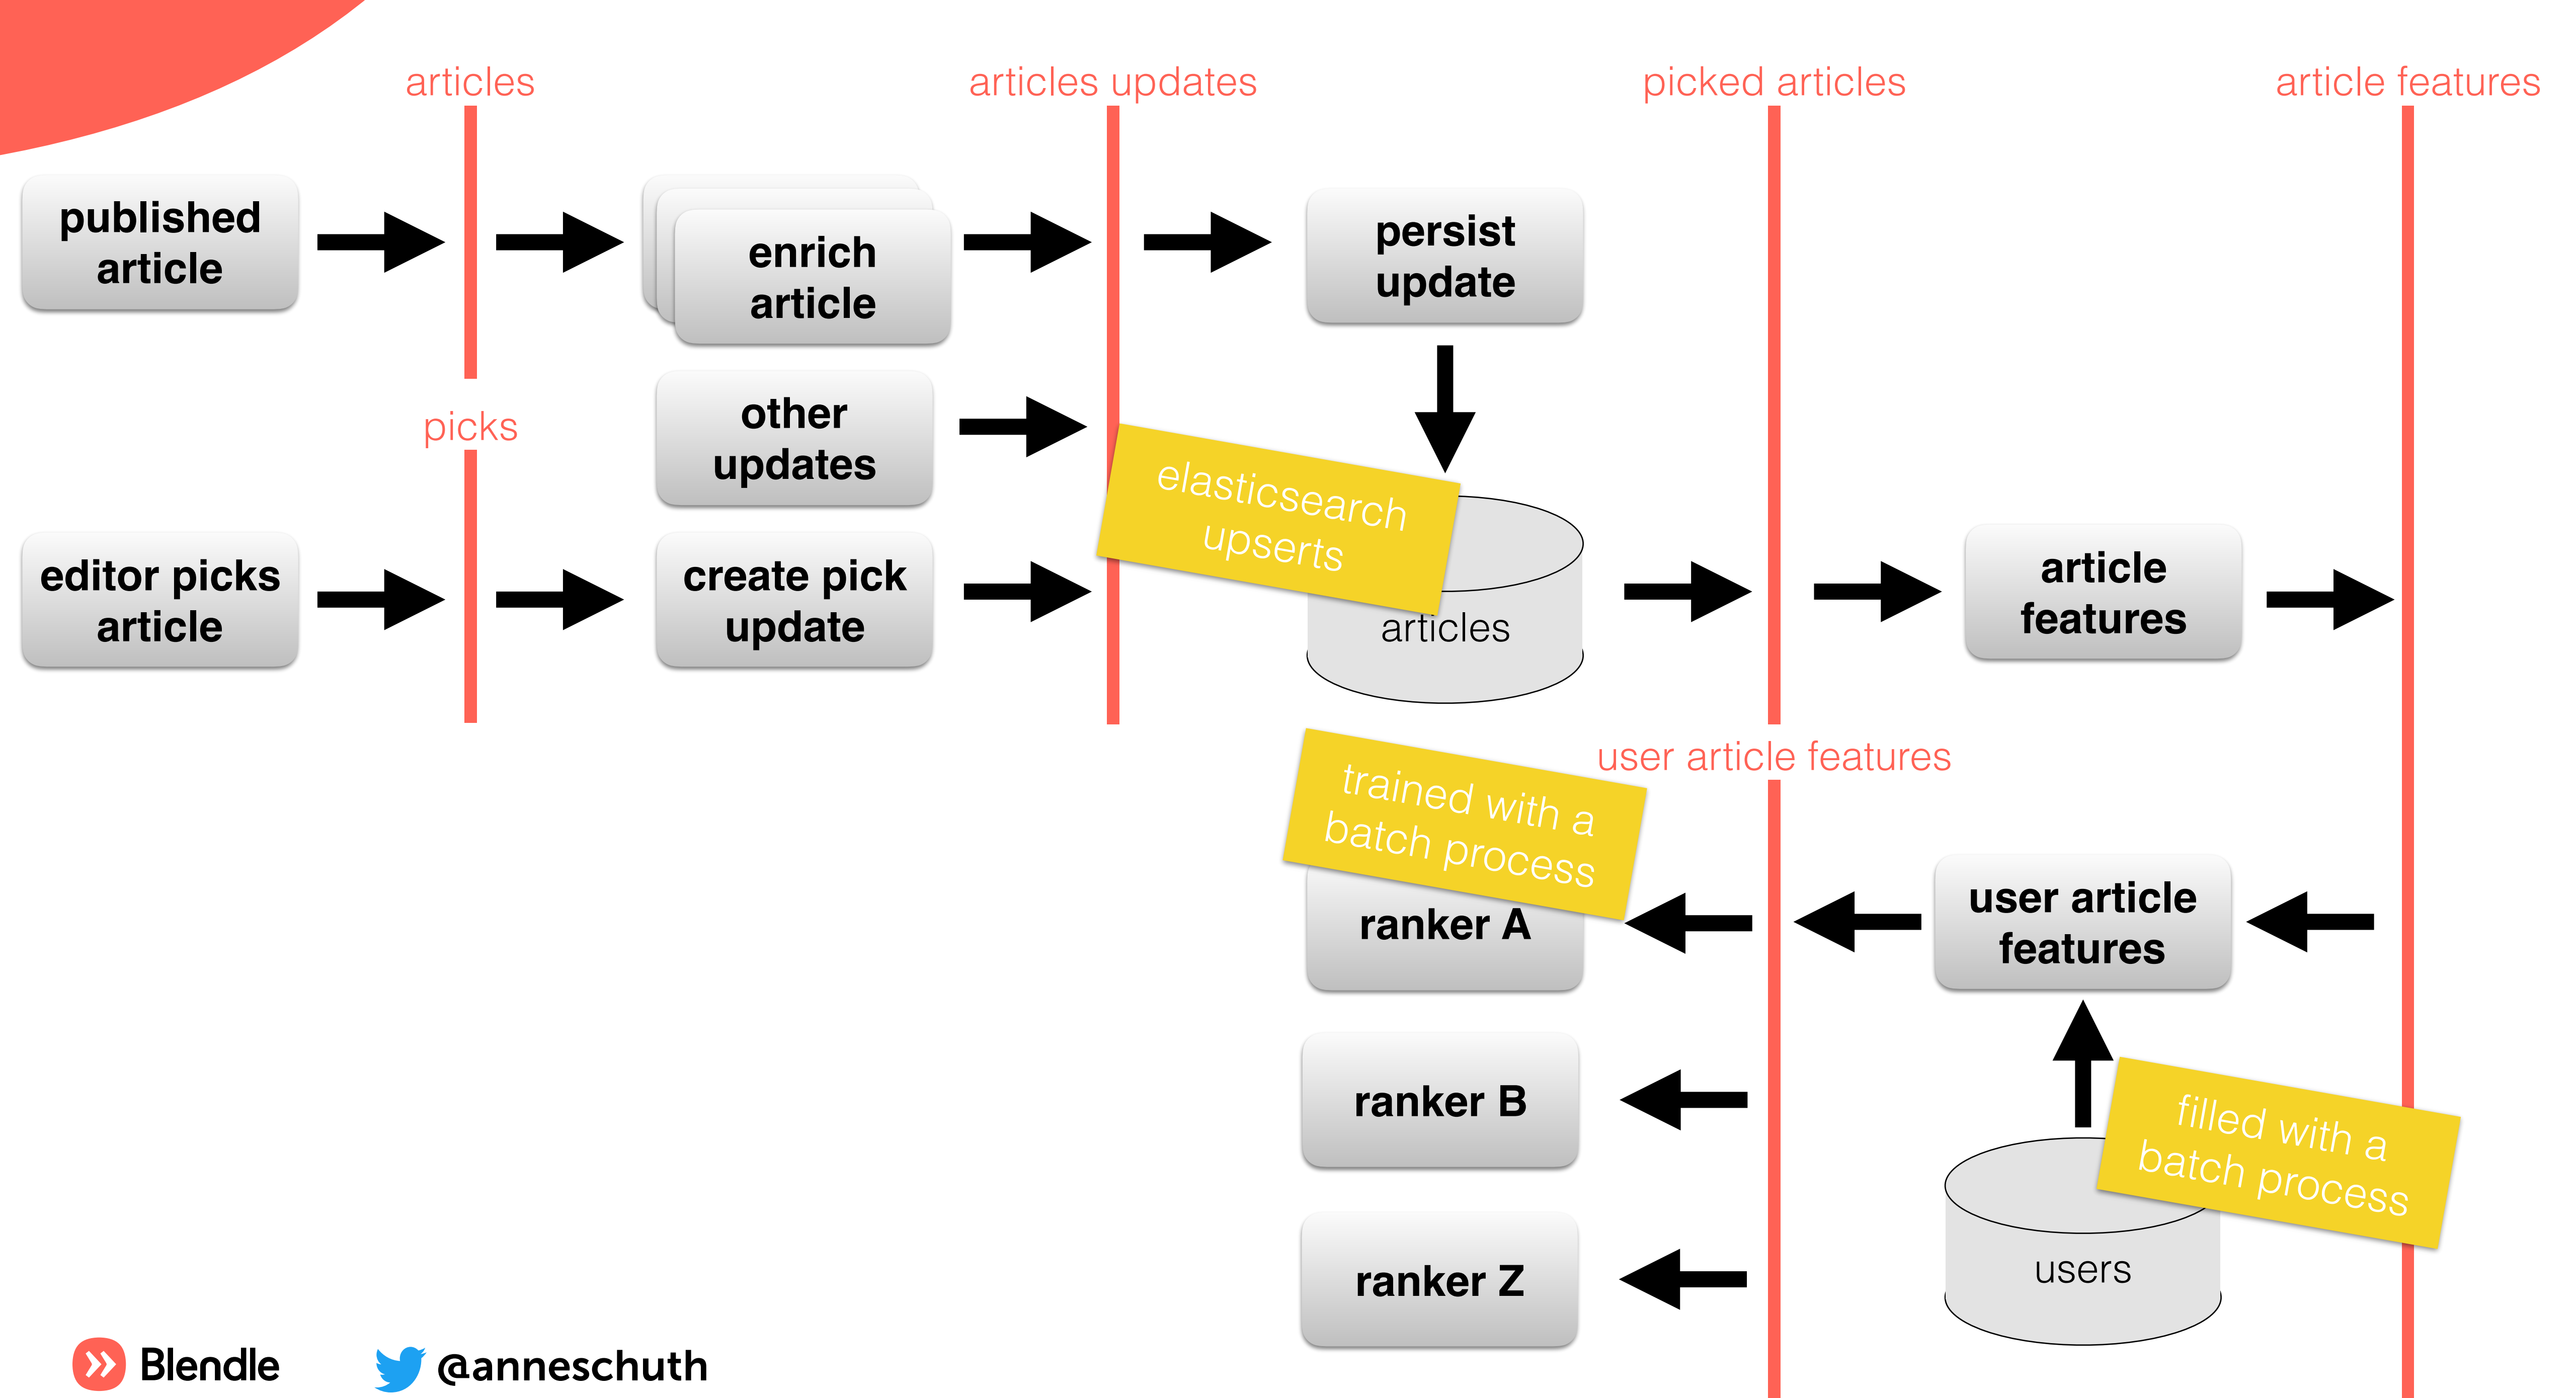 articles
articles updates
picked articles
article features
published
article
enrich
article
persist
update
picks
other
updates
elasticsearch
upserts
editor picks
article
create pick
update
articles
article
features
user article features
trained with a
batch process
ranker A
user article
features
ranker B
filled with a
batch process
ranker Z
users
Blendle
@anneschuth